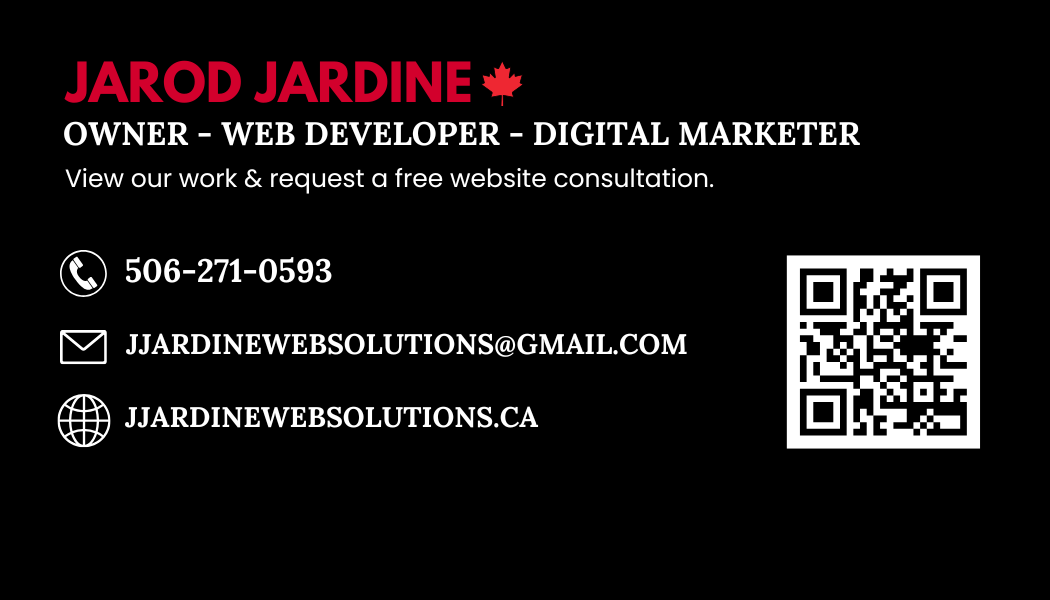 JAROD JARDINE
OWNER - WEB DEVELOPER - DIGITAL MARKETER
View our work & request a free website consultation.
506-271-0593
JJARDINEWEBSOLUTIONS@GMAIL.COM
JJARDINEWEBSOLUTIONS.CA